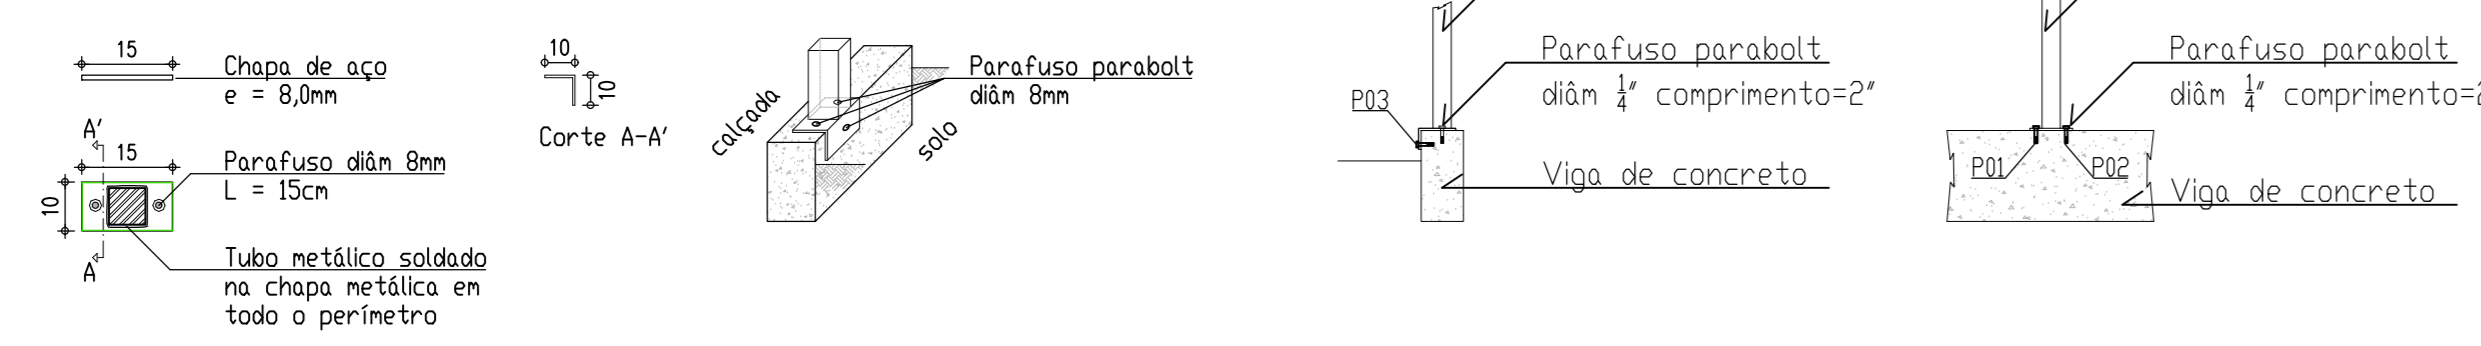 15
Chapa de aço
e = 8,0mm
A'
15
10
Parafuso diâm 8mm
L = 15cm
A
Tubo metálico soldado
na chapa metálica em
todo o perímetro
10
10
Corte A-A'
calçada
solo
Parafuso parabolt
diâm 8mm
P03
Parafuso parabolt
diâm 1/4" comprimento=2"
Viga de concreto
P01
P02
Parafuso parabolt
diâm 1/4" comprimento=
Viga de concreto